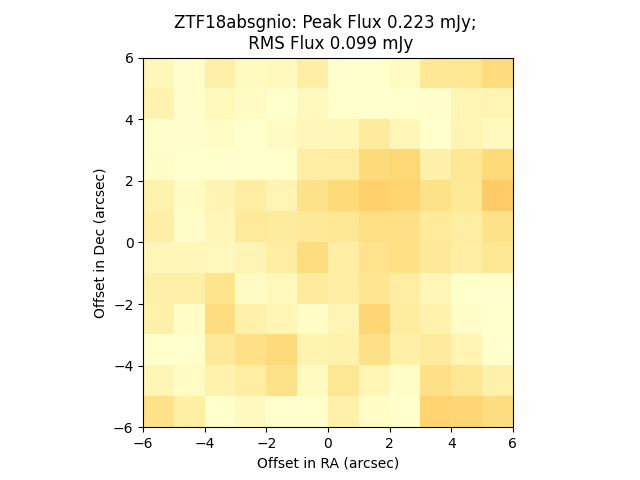 ZTF18absgnio: Peak Flux 0.223 mJy;
RMS Flux 0.099 mJy
6
4
2
0
−2
−4
−6
Offset in Dec (arcsec)
−6 −4 −2 0 2 4 6
Offset in RA (arcsec)